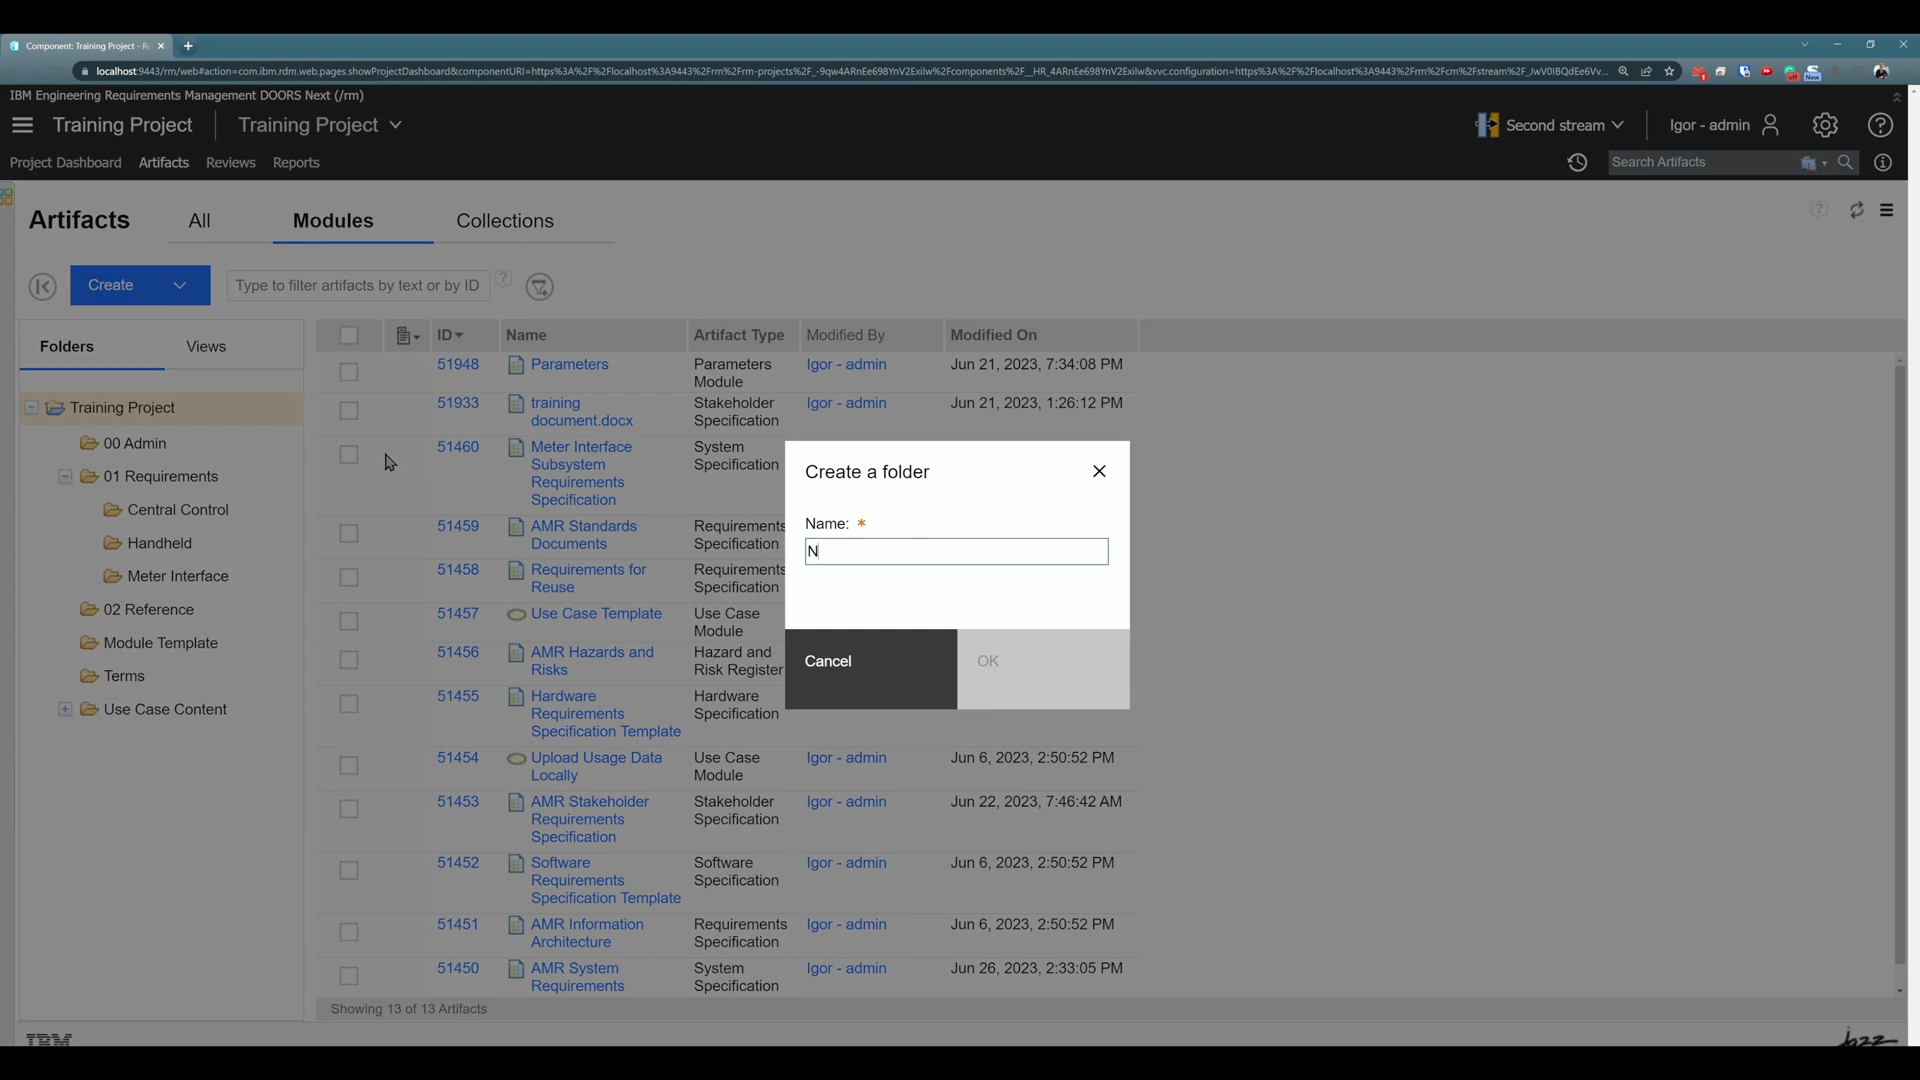 Component: Training Project - R
localhost:9443/rm/web#action=com.ibm.rdm.web.pages.showProjectDashboard&componentURI=https%3A%2F%2Flocalhost%3A9443%2Frm%2Frm-projects%2F_-9qw4ARnEe698YnV2Exilw%2Fcomponents%2F__HR_4ARnEe698YnV2Exilw&vvc.configuration=https%3A%2F%2Flocalhost%3A9443%2Frm%2Fcm%2Fstream%2F_JwV0IBQdEe6Vv...
IBM Engineering Requirements Management DOORS Next (/rm)
Training Project Training Project Second stream Igor - admin
Project Dashboard Artifacts Reviews Reports Search Artifacts
Artifacts All Modules Collections
Create Type to filter artifacts by text or by ID
Folders Views
Training Project
00 Admin
01 Requirements
Central Control
Handheld
Meter Interface
02 Reference
Module Template
Terms
Use Case Content
ID Name Artifact Type Modified By Modified On
51948 Parameters Parameters Igor - admin Jun 21, 2023, 7:34:08 PM
Module
51933 training Stakeholder Igor - admin Jun 21, 2023, 1:26:12 PM
document.docx Specification
51460 Meter Interface System
Subsystem Specification
Requirements
Specification
51459 AMR Standards Requirements
Documents Specification
51458 Requirements for Requirements
Reuse Specification
51457 Use Case Template Use Case
Module
51456 AMR Hazards and Hazard and
Risks Risk Register
51455 Hardware Hardware
Requirements Specification
Specification Template
51454 Upload Usage Data Use Case Igor - admin Jun 6, 2023, 2:50:52 PM
Locally Module
51453 AMR Stakeholder Stakeholder Igor - admin Jun 22, 2023, 7:46:42 AM
Requirements Specification
Specification
51452 Software Software Igor - admin Jun 6, 2023, 2:50:52 PM
Requirements Specification
Specification Template
51451 AMR Information Requirements Igor - admin Jun 6, 2023, 2:50:52 PM
Architecture Specification
51450 AMR System System Igor - admin Jun 26, 2023, 2:33:05 PM
Requirements Specification
Showing 13 of 13 Artifacts
Create a folder
Name: *
N
Cancel OK
IBM
jazz